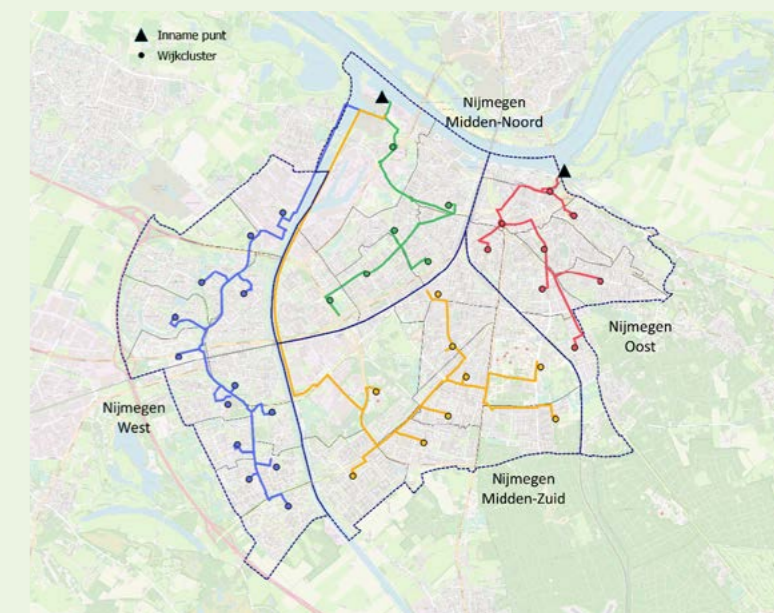 Inname punt
Wijkcluster
Nijmegen
Midden-Noord
Nijmegen
Oost
Nijmegen
West
Nijmegen
Midden-Zuid